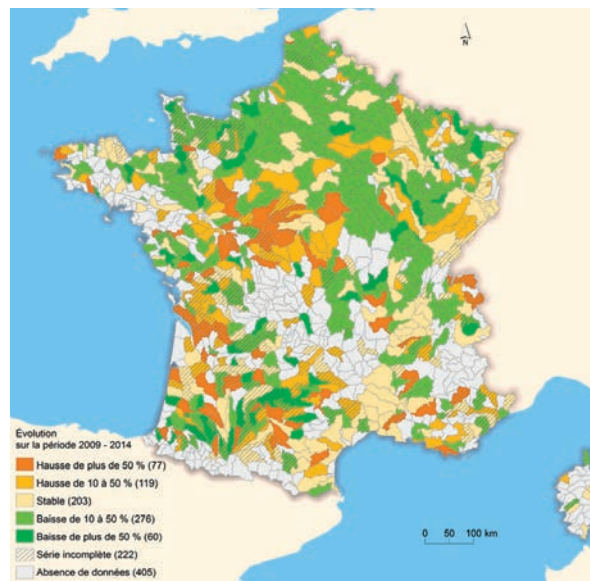 N
Évolution
sur la période 2009 - 2014
Hausse de plus de 50 % (77)
Hausse de 10 à 50 % (119)
Stable (203)
Baisse de 10 à 50 % (276)
Baisse de plus de 50 % (60)
Série incomplète (222)
Absence de données (405)
0 50 100 km